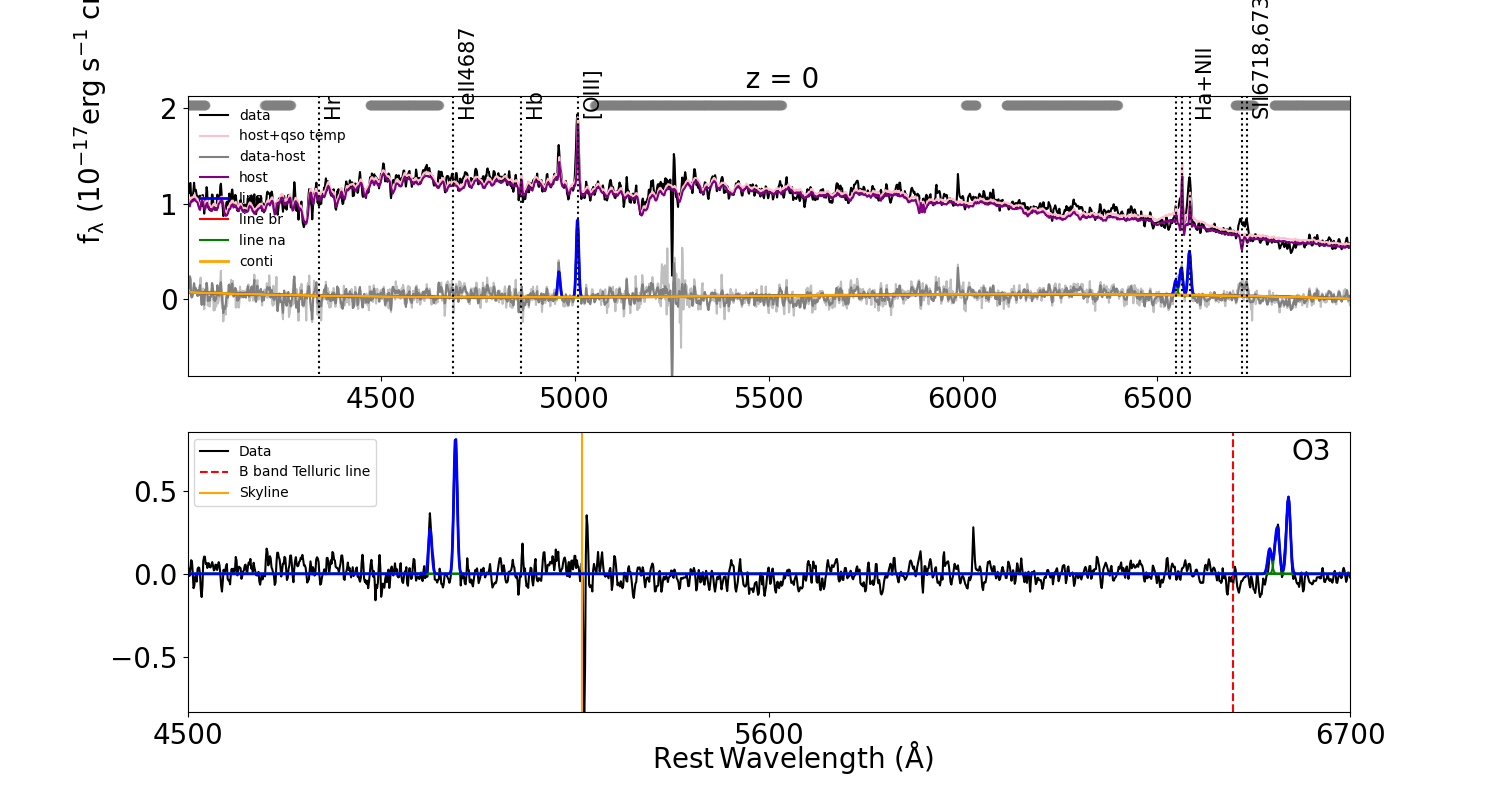 z = 0
f_λ (10^−17 erg s^−1
Hr
HeII4687
Hb
[OIII]
Ha+NII
SII6718,673
data
host+qso temp
data-host
host
line br
line na
conti
2
1
0
4500 5000 5500 6000 6500
O3
Data
B band Telluric line
Skyline
0.5
0.0
−0.5
4500 5600 6700
Rest Wavelength (Å)